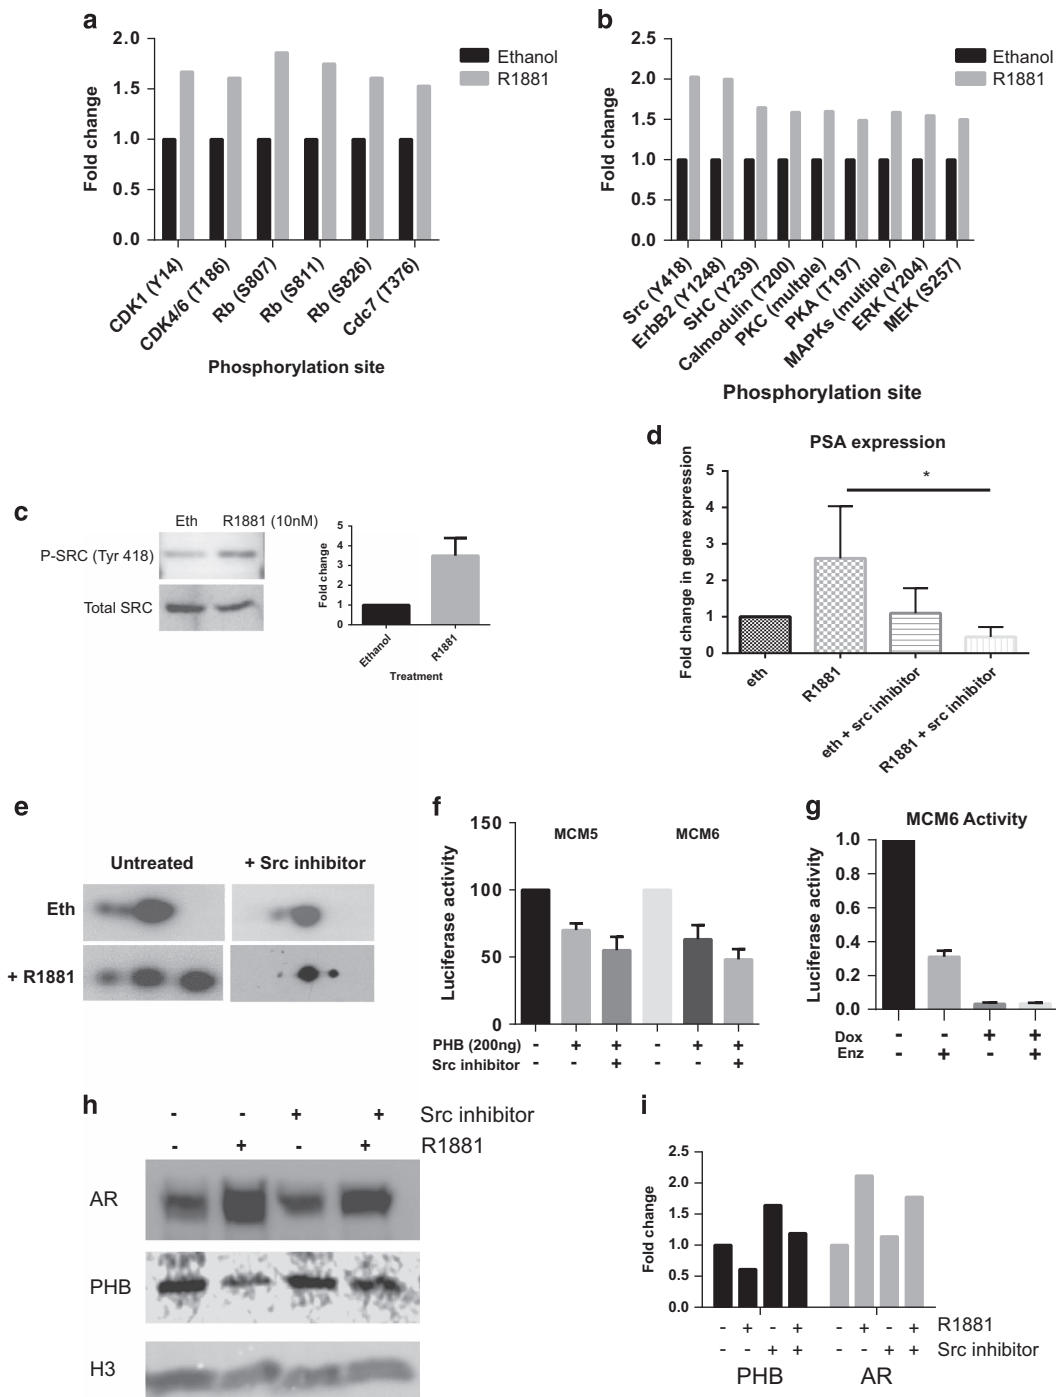 a
2.0
1.5
1.0
0.5
0.0
Fold change
Ethanol
R1881
CDK1 (Y14)
CDK4/6 (T186)
Rb (S807)
Rb (S811)
Rb (S826)
Cdc7 (T376)
Phosphorylation site
b
2.5
2.0
1.5
1.0
0.5
0.0
Fold change
Ethanol
R1881
Src (Y418)
ErbB2 (Y1248)
SHC (Y239)
Calmodulin (T200)
PKC (multple)
PKA (T197)
MAPKs (multiple)
ERK (Y204)
MEK (S257)
Phosphorylation site
c
Eth R1881 (10nM)
P-SRC (Tyr 418)
Total SRC
5
4
3
2
1
0
Fold change
Ethanol
R1881
Treatment
d
PSA expression
5
4
3
2
1
0
Fold change in gene expression
*
eth
R1881
eth + src inhibitor
R1881 + src inhibitor
e
Untreated + Src inhibitor
Eth
+ R1881
f
150
100
50
0
Luciferase activity
MCM5 MCM6
PHB (200ng) - + + - + +
Src inhibitor - - + - - +
g
MCM6 Activity
1.0
0.8
0.6
0.4
0.2
0.0
Luciferase activity
Dox - - + +
Enz - + - +
h
- - + + Src inhibitor
- + - + R1881
AR
PHB
H3
i
2.5
2.0
1.5
1.0
0.5
0.0
Fold change
- + - + - + - + R1881
- - + + - - + + Src inhibitor
PHB AR